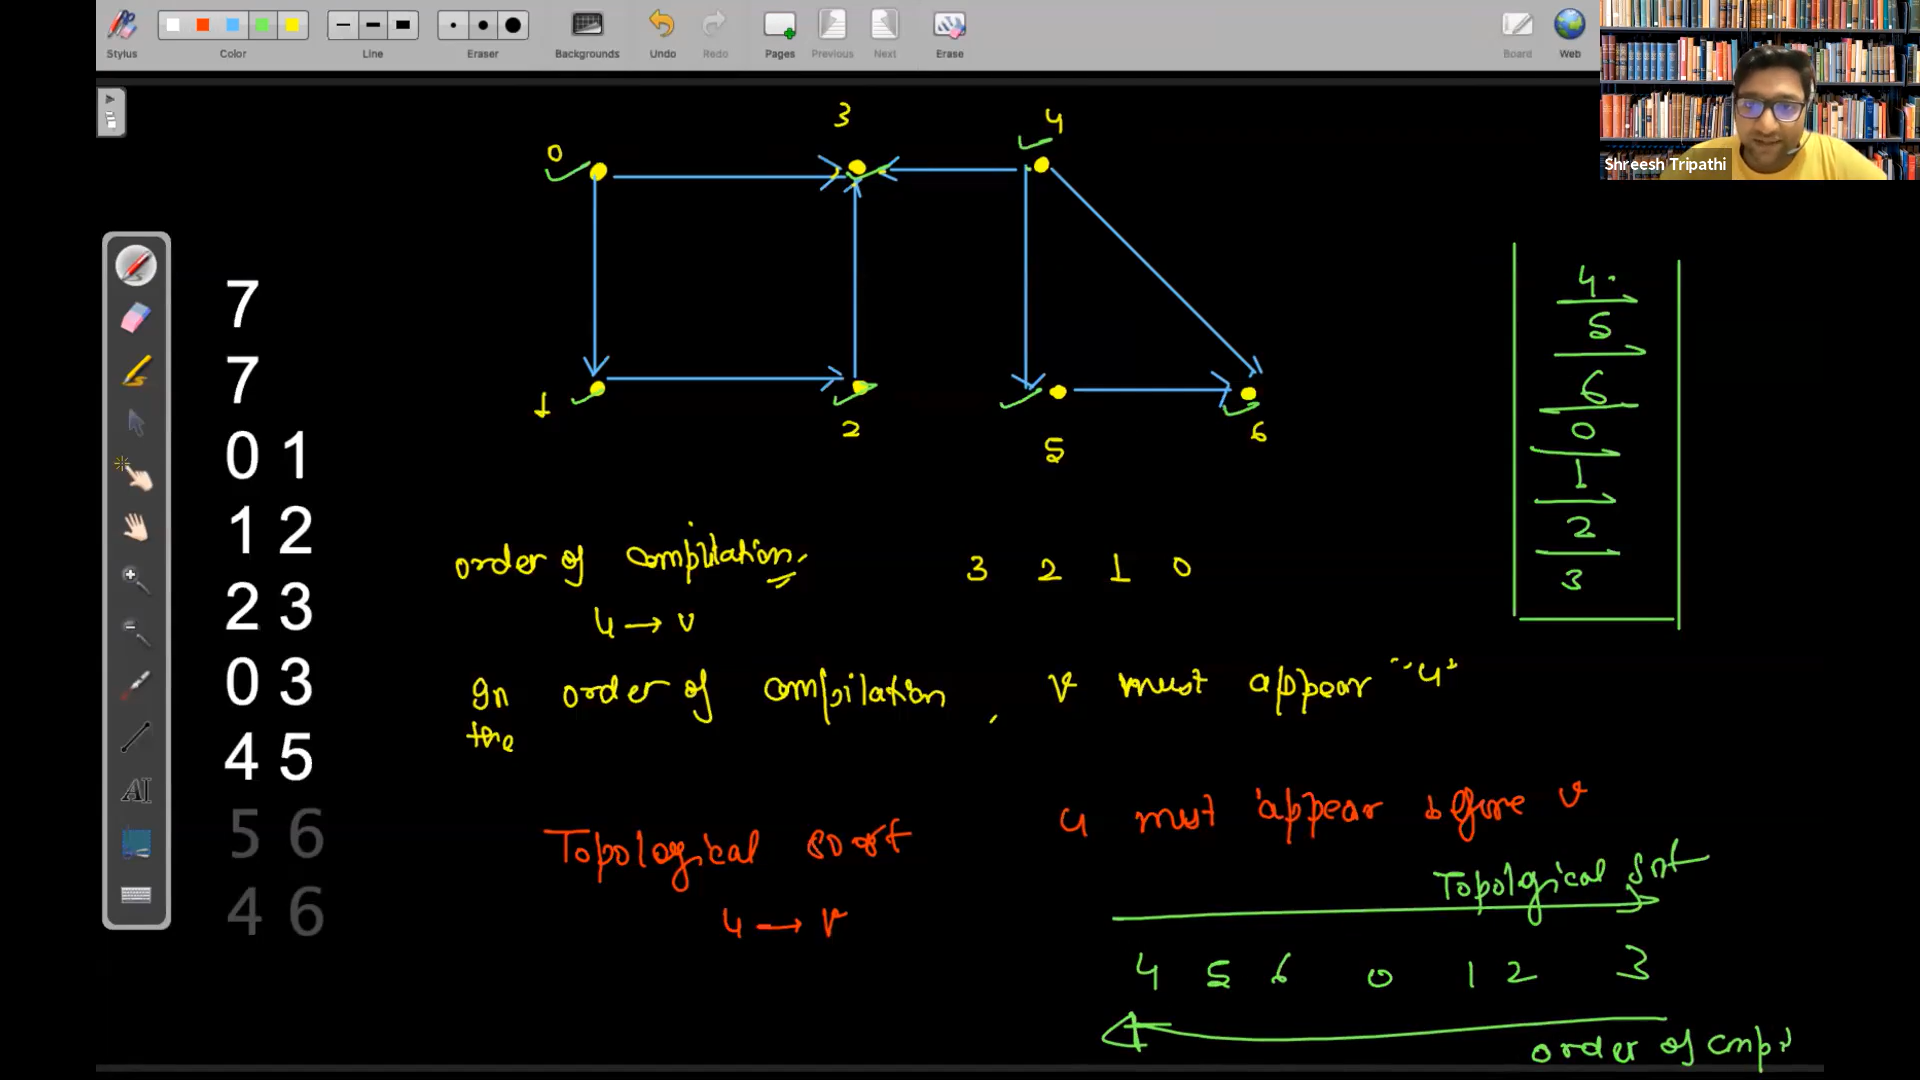 Stylus
Color
Line
Eraser
Backgrounds
Undo
Redo
Pages
Previous
Next
Erase
Board
Web
Shreesh Tripathi
3
4
0
1
2
5
6
7
7
0 1
1 2
2 3
0 3
4 5
5 6
4 6
4
5
6
0
1
2
3
order of compilation 3 2 1 0
u → v
In order of compilation, v must appear "u"
the
u must appear before v
Topological sort
u → v
Topological Sort
4 5 6 0 1 2 3
order of compi